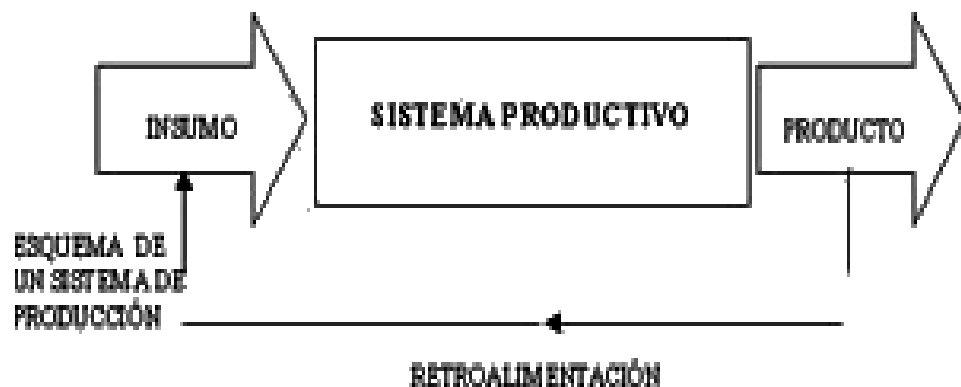 INSUMO
SISTEMA PRODUCTIVO
PRODUCTO
ESQUEMA DE
UN SISTEMA DE
PRODUCCIÓN
RETROALIMENTACIÓN